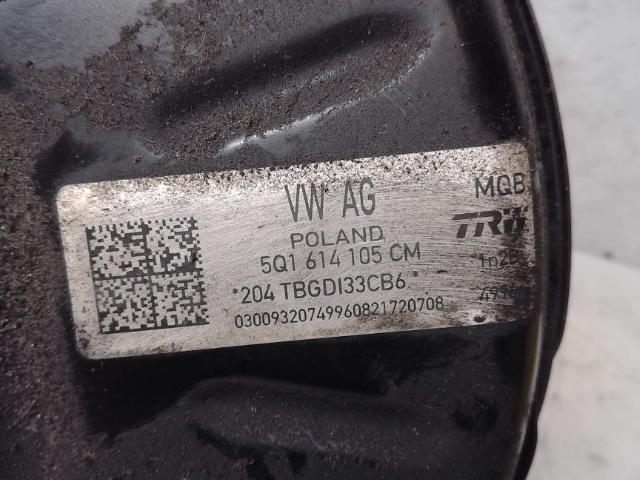 VW AG MQB
POLAND TRW
5Q1 614 105 CM
*204 TBGDI33CB6 *
03009320749960821720708